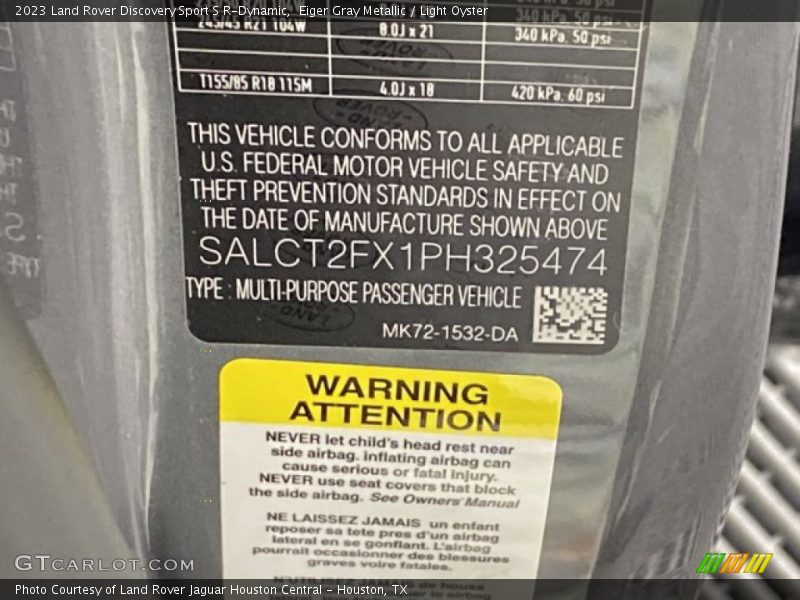 2023 Land Rover Discovery Sport S R-Dynamic, Eiger Gray Metallic / Light Oyster
245/45 R21 104W 8.0J x 21 340 kPa. 50 psi
T155/85 R18 115M 4.0J x 18 420 kPa. 60 psi
THIS VEHICLE CONFORMS TO ALL APPLICABLE
U.S. FEDERAL MOTOR VEHICLE SAFETY AND
THEFT PREVENTION STANDARDS IN EFFECT ON
THE DATE OF MANUFACTURE SHOWN ABOVE
SALCT2FX1PH325474
TYPE : MULTI-PURPOSE PASSENGER VEHICLE
MK72-1532-DA
WARNING
ATTENTION
NEVER let child's head rest near
side airbag. inflating airbag can
cause serious or fatal injury.
NEVER use seat covers that block
the side airbag. See Owners' Manual
NE LAISSEZ JAMAIS un enfant
reposer sa tete pres d'un airbag
lateral en se gonflant. L'airbag
pourrait occasionner des blessures
graves voire fatales.
GTCARLOT.COM
Photo Courtesy of Land Rover Jaguar Houston Central - Houston, TX